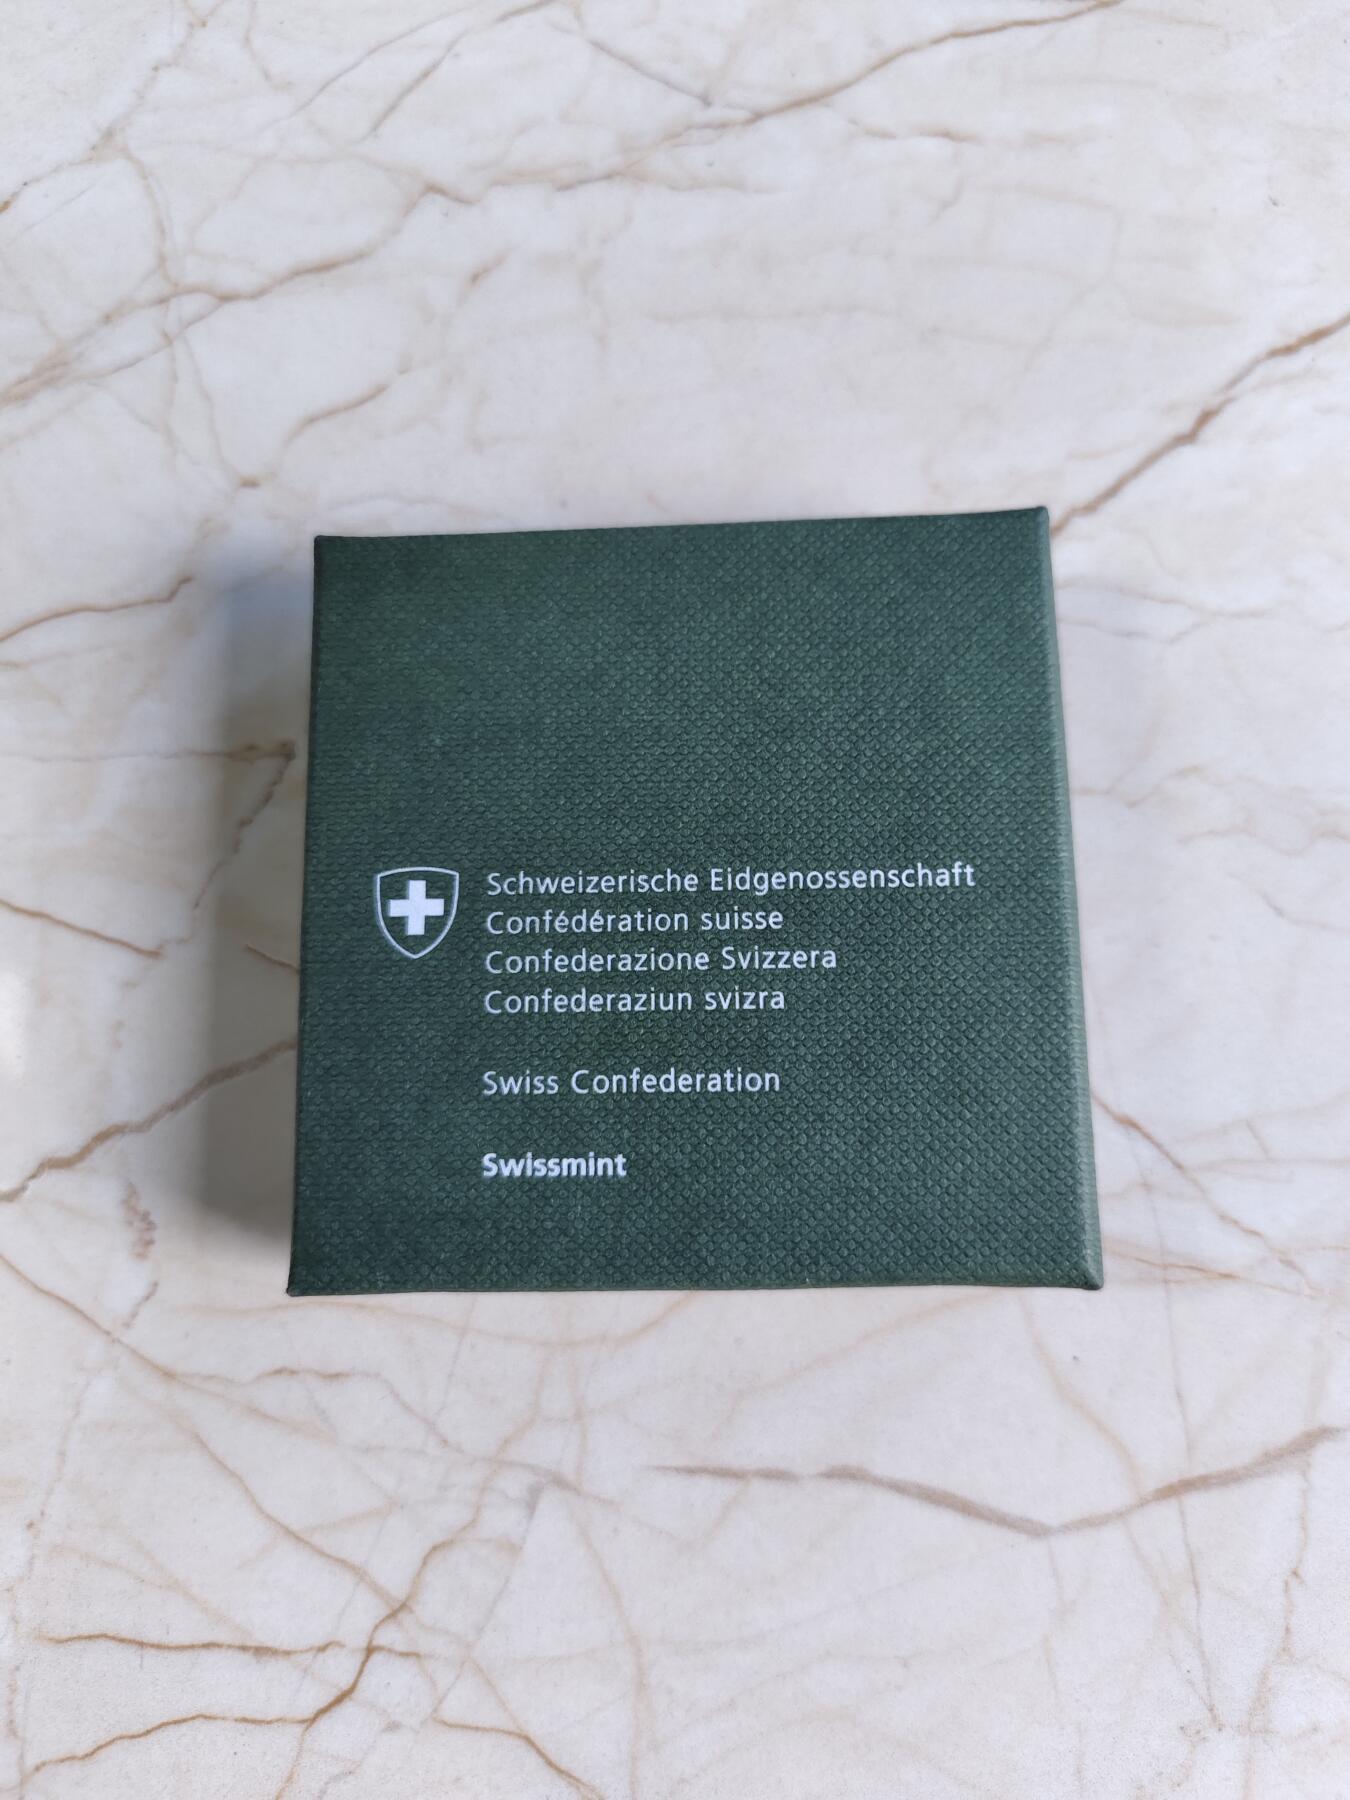 Schweizerische Eidgenossenschaft
Confédération suisse
Confederazione Svizzera
Confederaziun svizra
Swiss Confederation
Swissmint